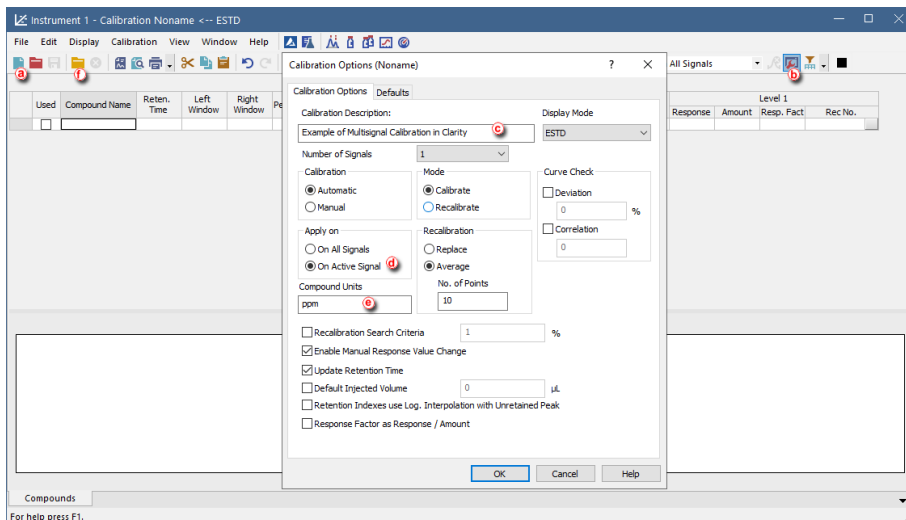 Instrument 1 - Calibration Noname <-- ESTD
File Edit Display Calibration View Window Help
a
f
Calibration Options (Noname) ? ×
All Signals
b
Used Compound Name Reten. Time Left Window Right Window Pe
Level 1
Response Amount Resp. Fact Rec No.
Calibration Options Defaults
Calibration Description:
Display Mode
Example of Multisignal Calibration in Clarity c
ESTD
Number of Signals 1
Calibration
Mode
Curve Check
Automatic
Calibrate
Deviation
Manual
Recalibrate
0 %
Apply on
Recalibration
Correlation
On All Signals
Replace
0
On Active Signal d
Average
Compound Units
No. of Points
ppm e
10
Recalibration Search Criteria 1 %
Enable Manual Response Value Change
Update Retention Time
Default Injected Volume 0 µL
Retention Indexes use Log. Interpolation with Unretained Peak
Response Factor as Response / Amount
OK Cancel Help
Compounds
For help press F1.